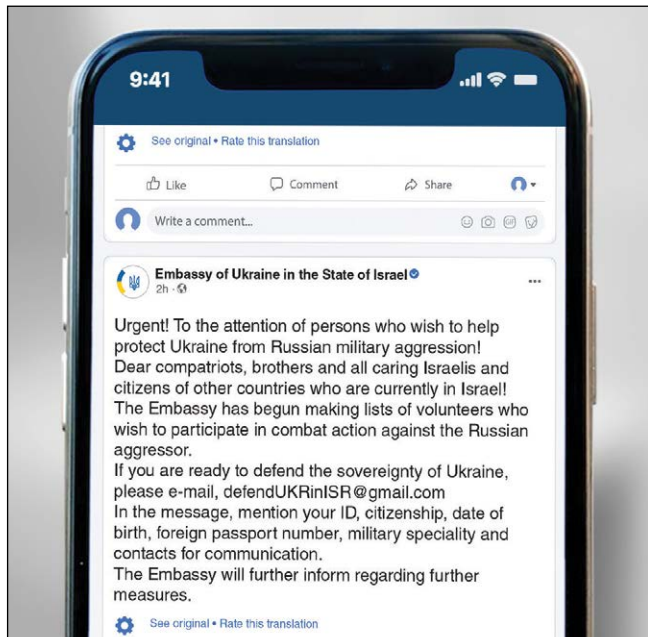 9:41
See original • Rate this translation
Like Comment Share
Write a comment...
GIF
Embassy of Ukraine in the State of Israel
2h ·
Urgent! To the attention of persons who wish to help
protect Ukraine from Russian military aggression!
Dear compatriots, brothers and all caring Israelis and
citizens of other countries who are currently in Israel!
The Embassy has begun making lists of volunteers who
wish to participate in combat action against the Russian
aggressor.
If you are ready to defend the sovereignty of Ukraine,
please e-mail, defendUKRinISR@gmail.com
In the message, mention your ID, citizenship, date of
birth, foreign passport number, military speciality and
contacts for communication.
The Embassy will further inform regarding further
measures.
See original • Rate this translation